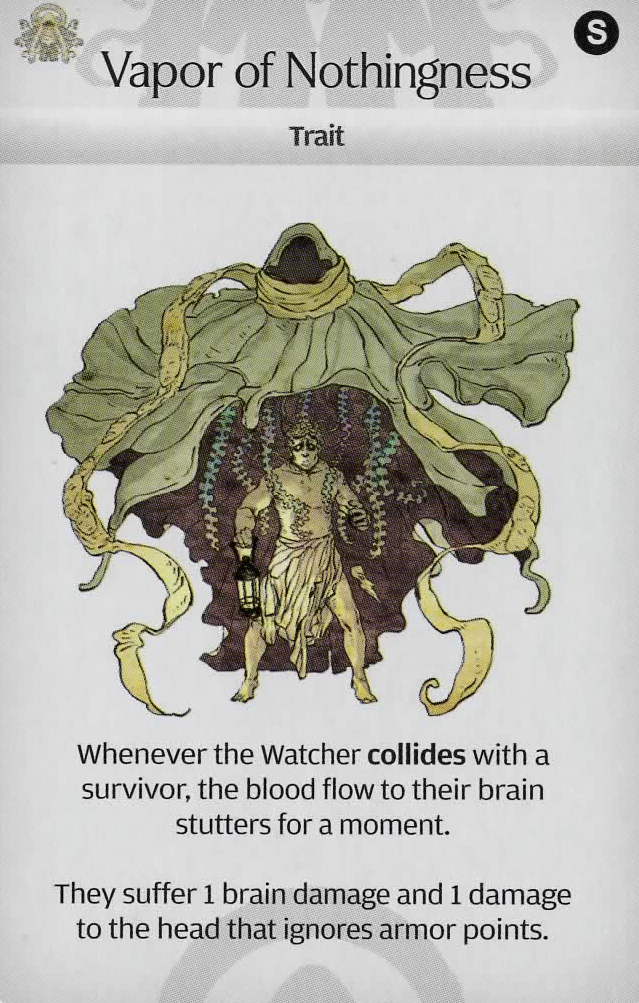 S
Vapor of Nothingness
Trait
Whenever the Watcher collides with a
survivor, the blood flow to their brain
stutters for a moment.
They suffer 1 brain damage and 1 damage
to the head that ignores armor points.